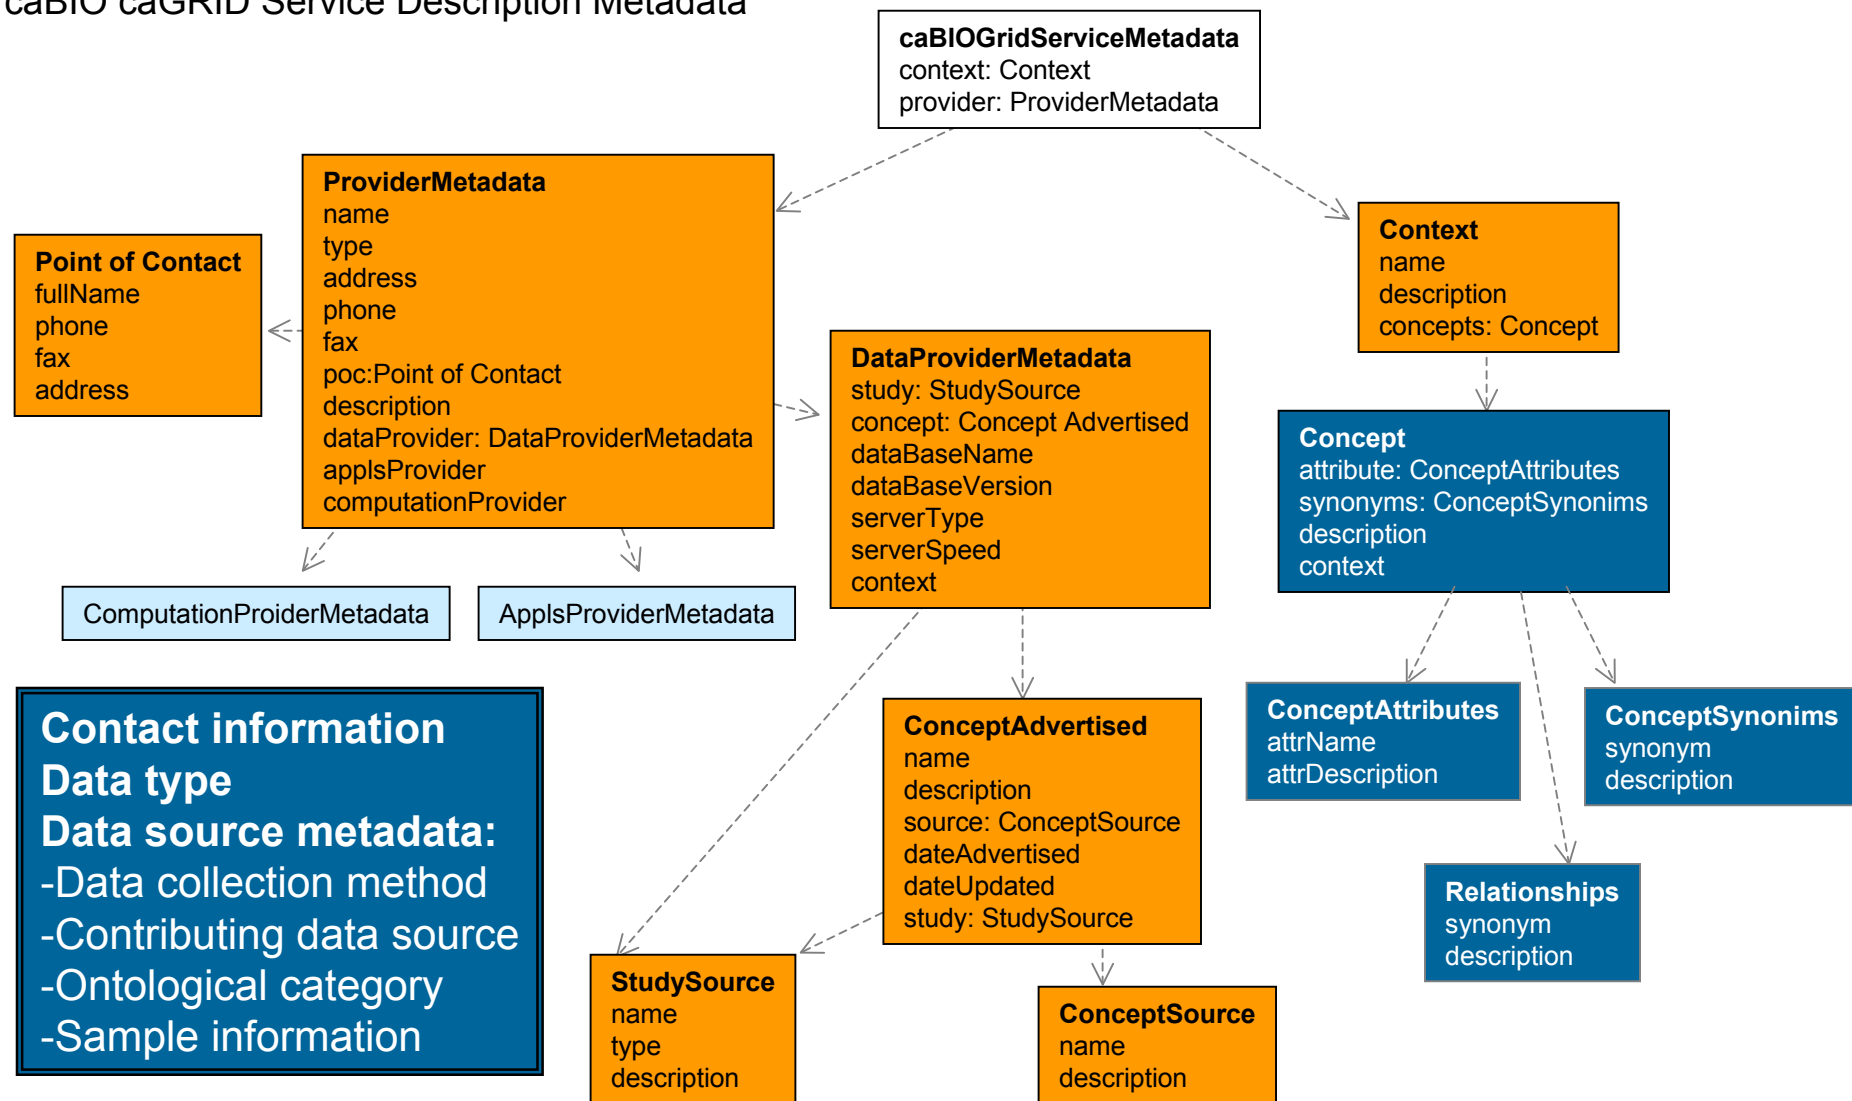 caBIO caGRID Service Description Metadata
caBIOGridServiceMetadata
context: Context
provider: ProviderMetadata
ProviderMetadata
name
type
address
phone
fax
poc:Point of Contact
description
dataProvider: DataProviderMetadata
applsProvider
computationProvider
Point of Contact
fullName
phone
fax
address
Context
name
description
concepts: Concept
DataProviderMetadata
study: StudySource
concept: Concept Advertised
dataBaseName
dataBaseVersion
serverType
serverSpeed
context
Concept
attribute: ConceptAttributes
synonyms: ConceptSynonims
description
context
ComputationProiderMetadata
ApplsProviderMetadata
Contact information
Data type
Data source metadata:
-Data collection method
-Contributing data source
-Ontological category
-Sample information
ConceptAdvertised
name
description
source: ConceptSource
dateAdvertised
dateUpdated
study: StudySource
ConceptAttributes
attrName
attrDescription
ConceptSynonims
synonym
description
Relationships
synonym
description
StudySource
name
type
description
ConceptSource
name
description